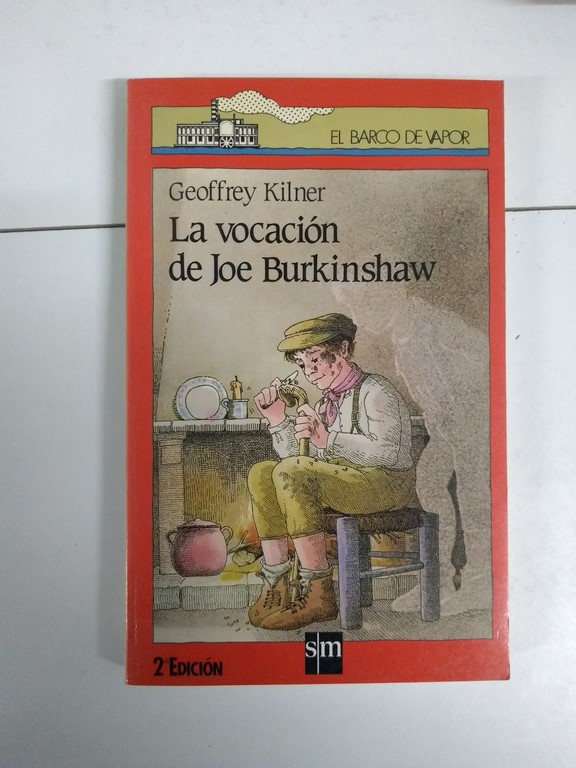 EL BARCO DE VAPOR
Geoffrey Kilner
La vocación
de Joe Burkinshaw
sm
2ª EDICIÓN